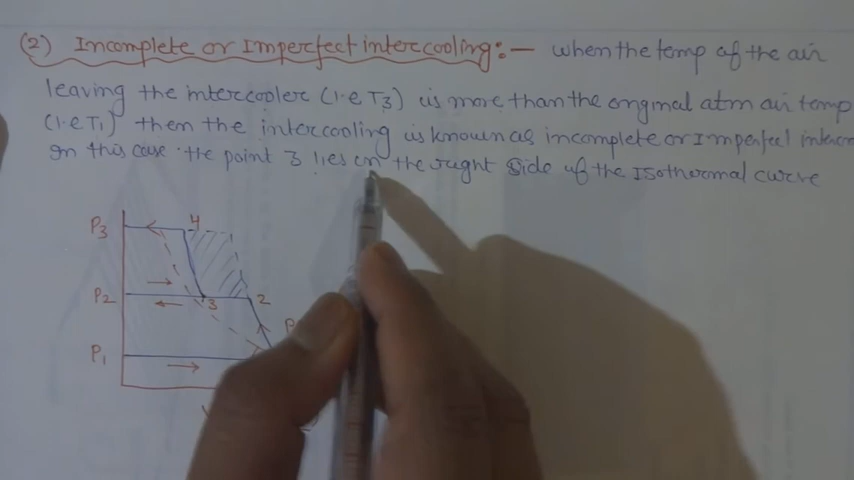 (2) Incomplete or Imperfect intercooling:— when the temp of the air
leaving the intercooler (i.e T3) is more than the original atm air temp
(i.e T1) then the intercooling is known as incomplete or Imperfect
In this case the point 3 lies on the right side of the Isothermal curve
P3 4
P2 3 2
P1